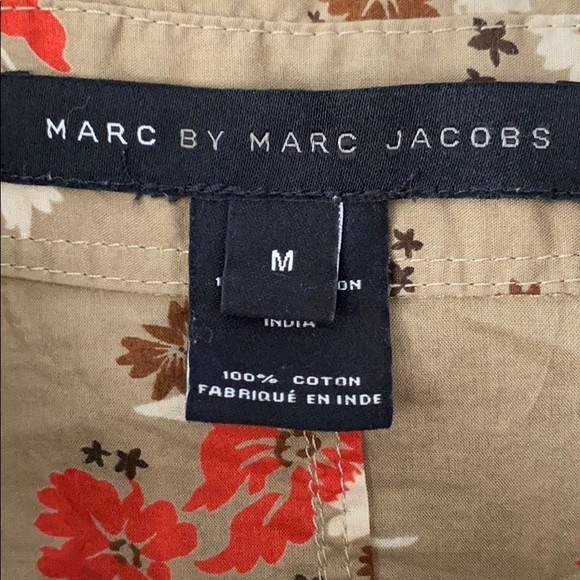 MARC BY MARC JACOBS
M
INDIA
100% COTON
FABRIQUÉ EN INDE